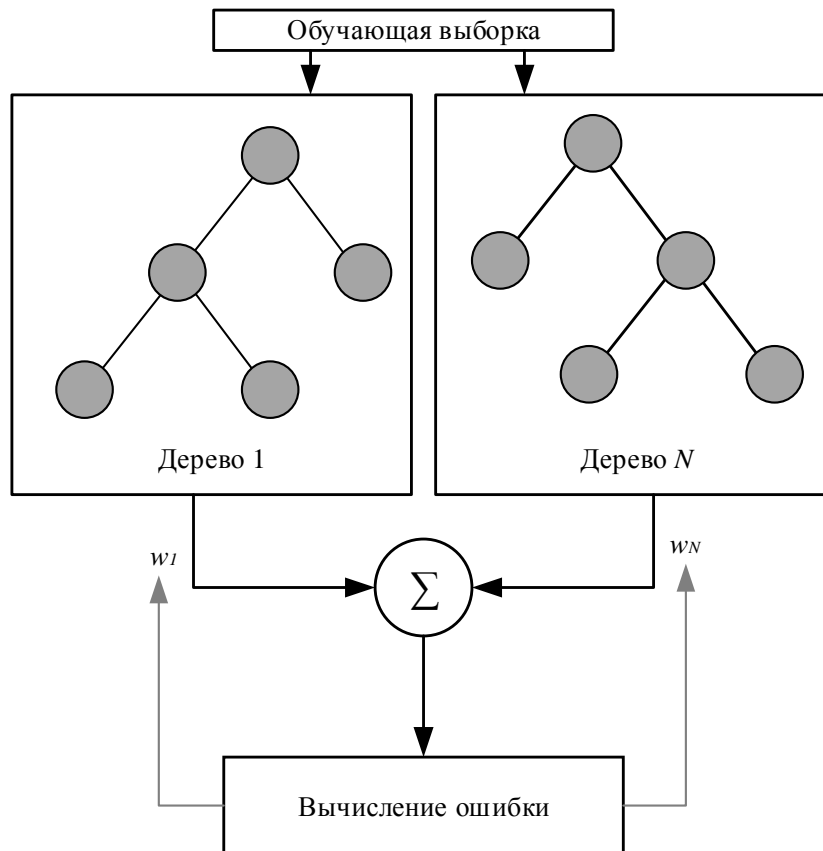 Обучающая выборка
Дерево 1
Дерево N
w1
wN
∑
Вычисление ошибки